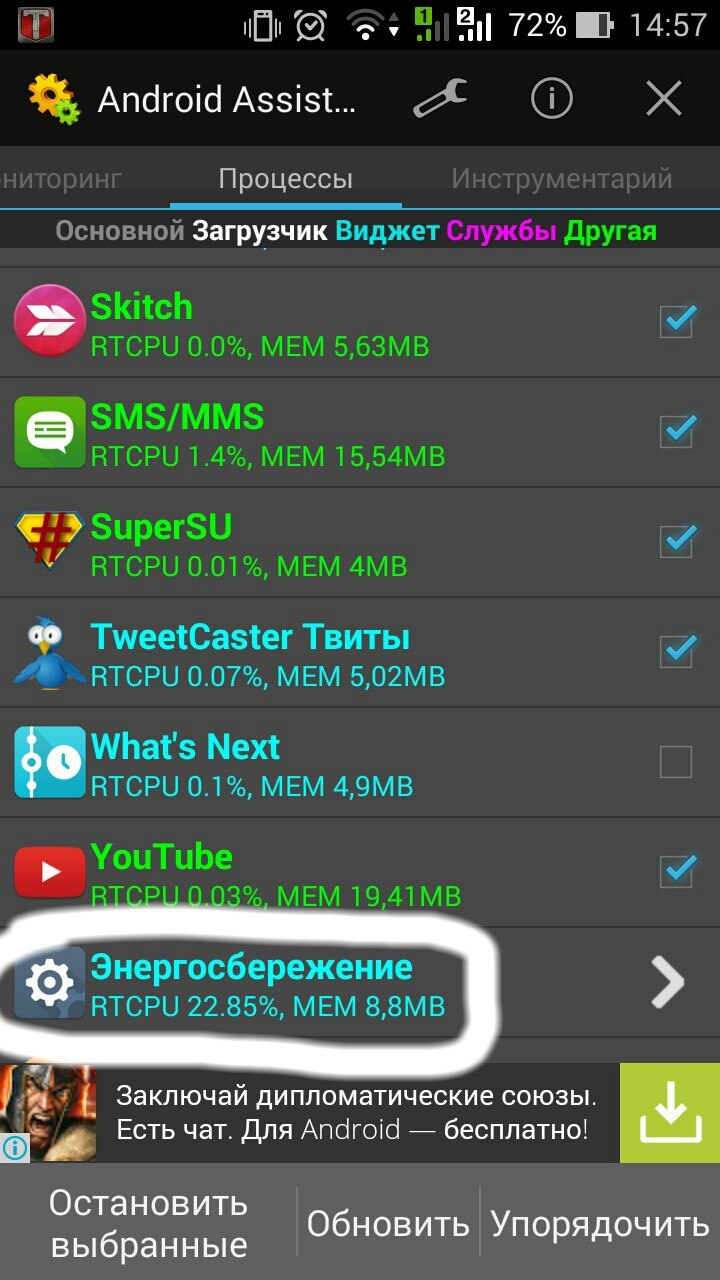 1 2 72% 14:57
Android Assist...
ниторинг Процессы Инструментарий
Основной Загрузчик Виджет Службы Другая
Skitch
RTCPU 0.0%, MEM 5,63MB
SMS/MMS
RTCPU 1.4%, MEM 15,54MB
SuperSU
RTCPU 0.01%, MEM 4MB
TweetCaster Твиты
RTCPU 0.07%, MEM 5,02MB
What's Next
RTCPU 0.1%, MEM 4,9MB
YouTube
RTCPU 0.03%, MEM 19,41MB
Энергосбережение
RTCPU 22.85%, MEM 8,8MB
Заключай дипломатические союзы.
Есть чат. Для Android — бесплатно!
Остановить
выбранные
Обновить
Упорядочить